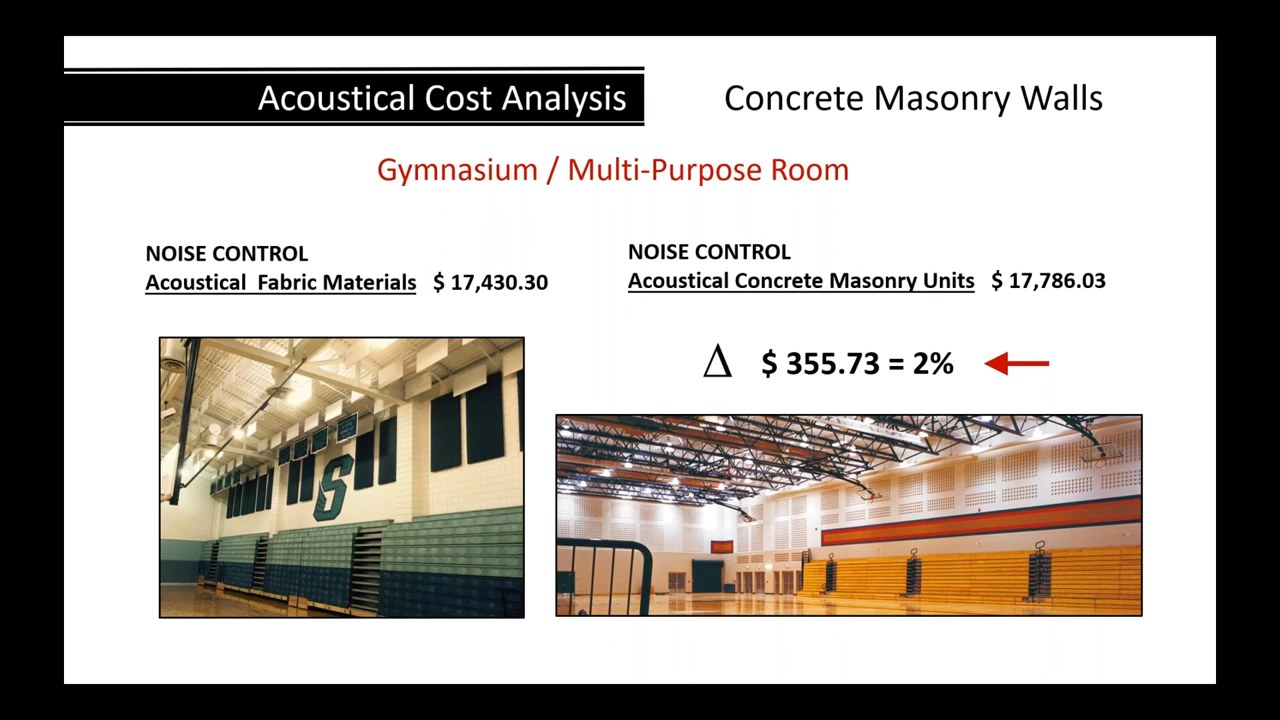 Acoustical Cost Analysis
Concrete Masonry Walls
Gymnasium / Multi-Purpose Room
NOISE CONTROL
Acoustical Fabric Materials $ 17,430.30
NOISE CONTROL
Acoustical Concrete Masonry Units $ 17,786.03
Δ $ 355.73 = 2%
S